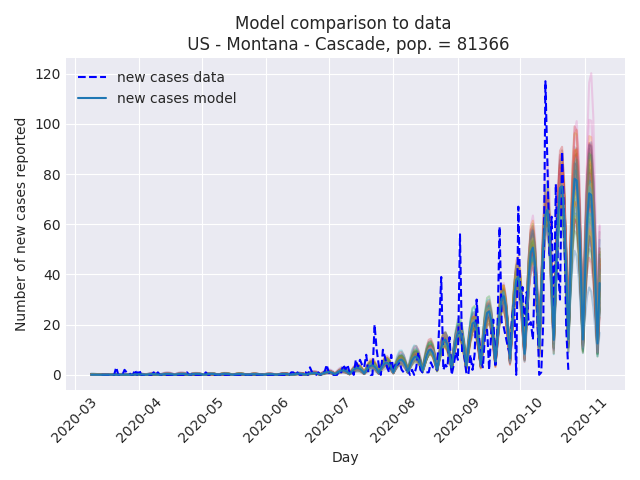 Model comparison to data
US - Montana - Cascade, pop. = 81366
new cases data
new cases model
Number of new cases reported
120
100
80
60
40
20
0
2020-03
2020-04
2020-05
2020-06
2020-07
2020-08
2020-09
2020-10
2020-11
Day